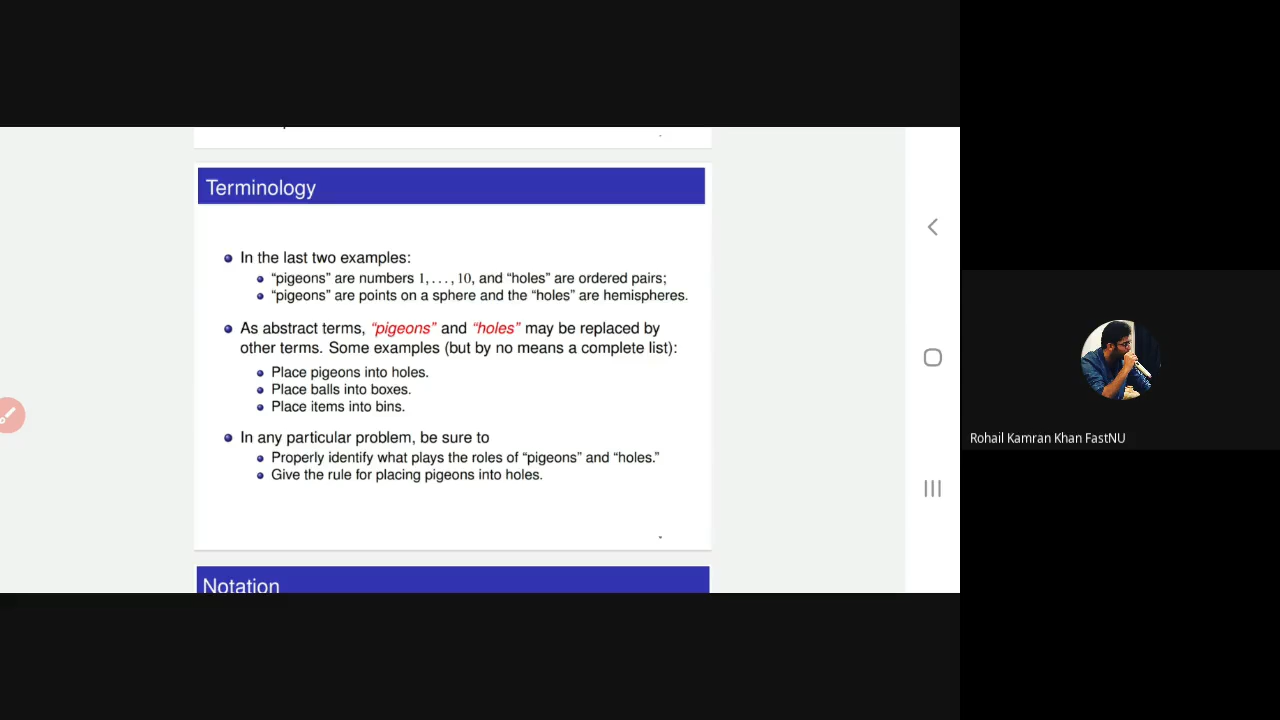 Terminology
In the last two examples:
“pigeons” are numbers 1, . . . , 10, and “holes” are ordered pairs;
“pigeons” are points on a sphere and the “holes” are hemispheres.
As abstract terms, “pigeons” and “holes” may be replaced by
other terms. Some examples (but by no means a complete list):
Place pigeons into holes.
Place balls into boxes.
Place items into bins.
In any particular problem, be sure to
Properly identify what plays the roles of “pigeons” and “holes.”
Give the rule for placing pigeons into holes.
Notation
Rohail Kamran Khan FastNU